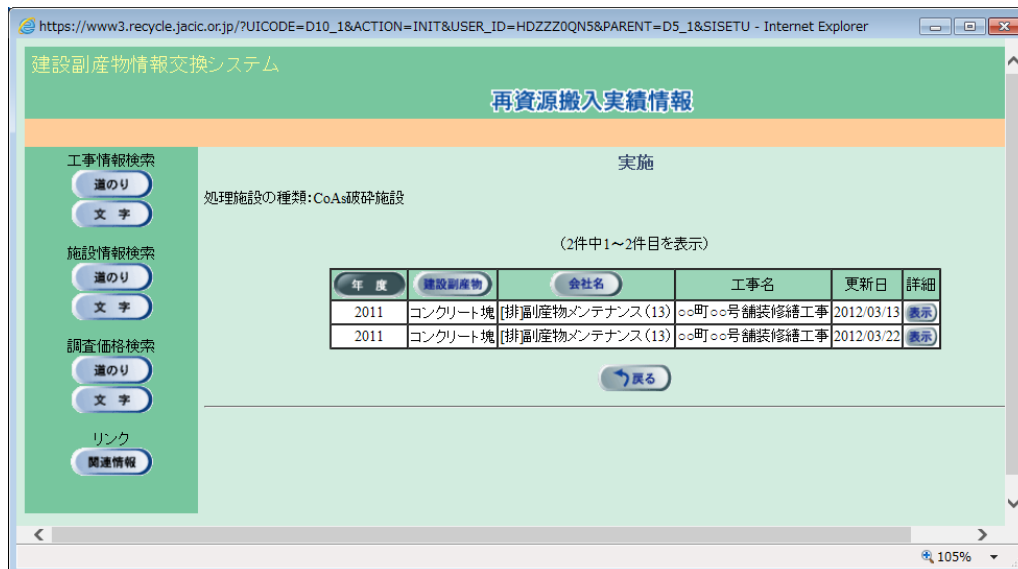 https://www3.recycle.jacic.or.jp/?UICODE=D10_1&ACTION=INIT&USER_ID=HDZZZ0QN5&PARENT=D5_1&SISETU - Internet Explorer
建設副産物情報交換システム
再資源搬入実績情報
工事情報検索
道のり
文字
施設情報検索
道のり
文字
調査価格検索
道のり
文字
リンク
関連情報
実施
処理施設の種類:CoAs破砕施設
(2件中1~2件目を表示)
年度 建設副産物 会社名 工事名 更新日 詳細
2011 コンクリート塊 [排]副産物メンテナンス(13) ○○町○○号舗装修繕工事 2012/03/13 表示
2011 コンクリート塊 [排]副産物メンテナンス(13) ○○町○○号舗装修繕工事 2012/03/22 表示
戻る
105%